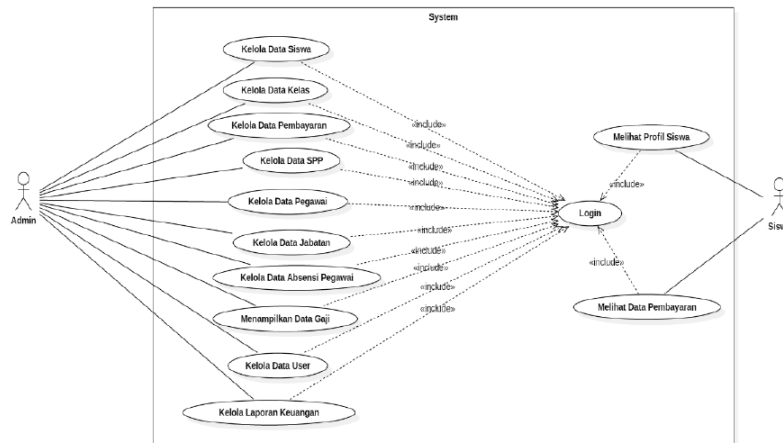 System
Kelola Data Siswa
Kelola Data Kelas
Kelola Data Pembayaran
«include»
Melihat Profil Siswa
«include»
Kelola Data SPP
«include»
«include»
«include»
Admin
Kelola Data Pegawai
«include»
Login
Sisw
Kelola Data Jabatan
«include»
Kelola Data Absensi Pegawai
«include»
«include»
«include»
«include»
Menampilkan Data Gaji
«include»
Melihat Data Pembayaran
Kelola Data User
Kelola Laporan Keuangan